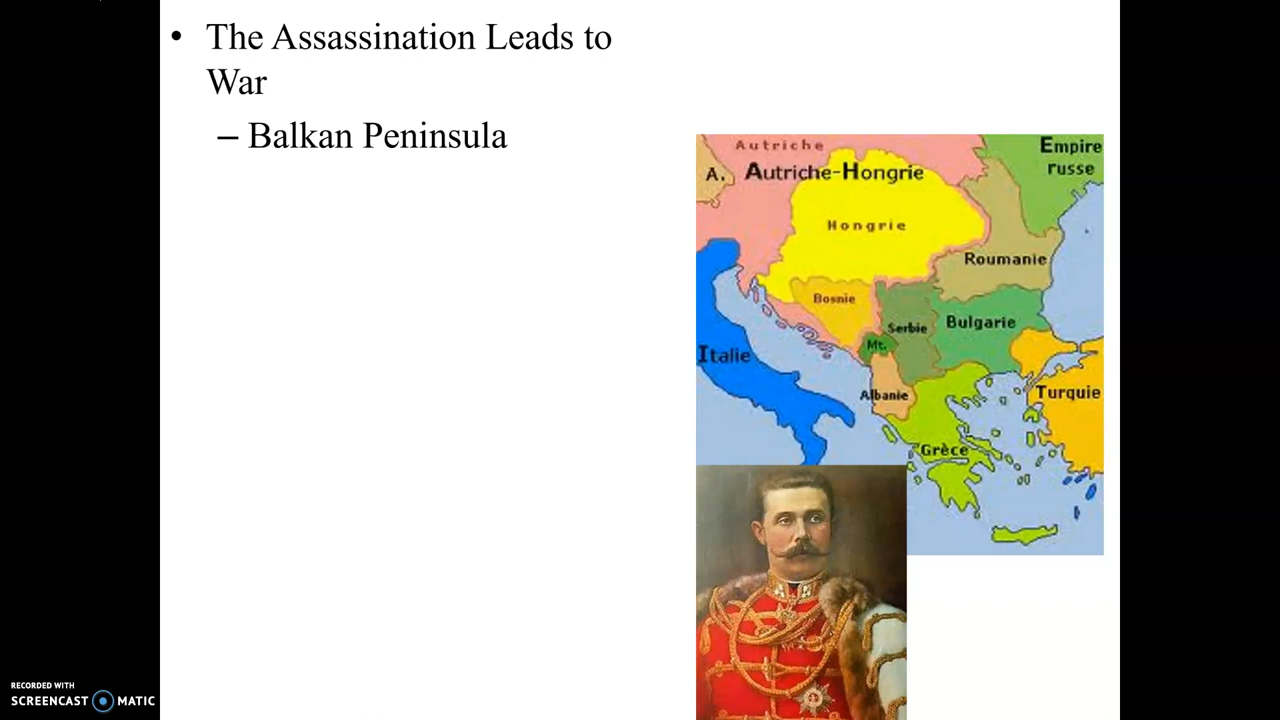 • The Assassination Leads to
War
– Balkan Peninsula
Autriche
Empire
russe
A.
Autriche-Hongrie
Hongrie
Roumanie
Bosnie
Serbie
Bulgarie
Mt.
Italie
Albanie
Turquie
Grèce
RECORDED WITH
SCREENCAST MATIC